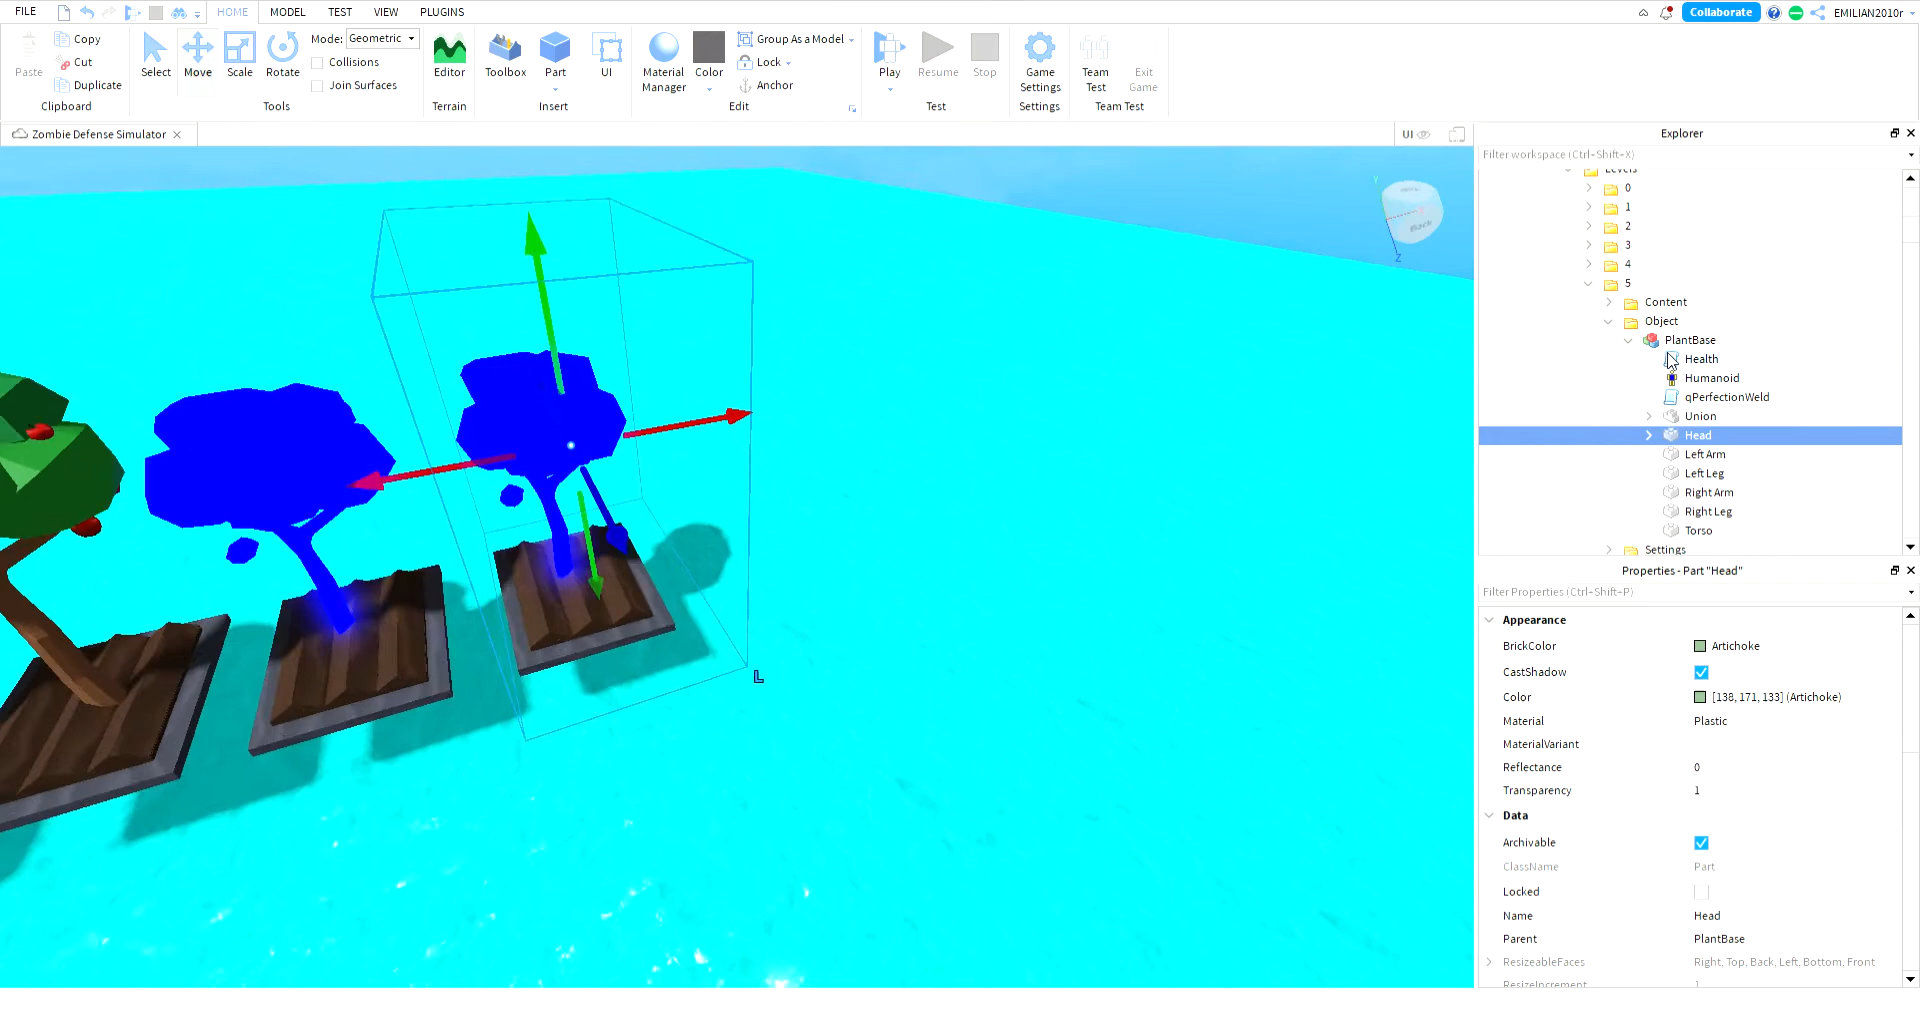 FILE
HOME
MODEL
TEST
VIEW
PLUGINS
Collaborate
EMILIAN2010r
Paste
Copy
Cut
Duplicate
Clipboard
Select
Move
Scale
Rotate
Mode:
Geometric
Collisions
Join Surfaces
Tools
Editor
Terrain
Toolbox
Part
UI
Insert
Material
Manager
Color
Group As a Model
Lock
Anchor
Edit
Play
Resume
Stop
Test
Game
Settings
Settings
Team
Test
Exit
Game
Team Test
Zombie Defense Simulator
UI
Back
Y
Z
L
Explorer
Filter workspace (Ctrl+Shift+X)
Levels
0
1
2
3
4
5
Content
Object
PlantBase
Health
Humanoid
qPerfectionWeld
Union
Head
Left Arm
Left Leg
Right Arm
Right Leg
Torso
Settings
Properties - Part "Head"
Filter Properties (Ctrl+Shift+P)
Appearance
BrickColor Artichoke
CastShadow
Color [138, 171, 133] (Artichoke)
Material Plastic
MaterialVariant
Reflectance 0
Transparency 1
Data
Archivable
ClassName Part
Locked
Name Head
Parent PlantBase
ResizeableFaces Right, Top, Back, Left, Bottom, Front
ResizeIncrement 1